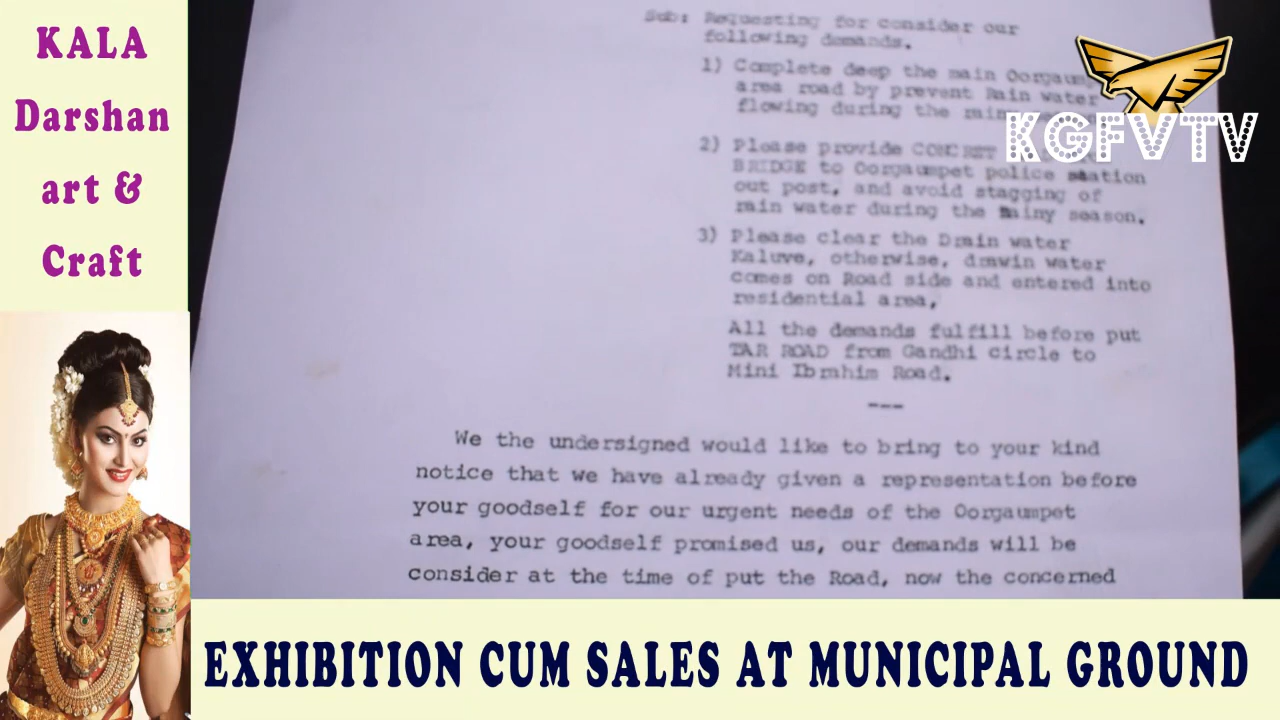 KALA
Darshan
art &
Craft
Sub: Requesting for consider our
following demands.
1) Complete deep the main
area road by prevent Rain water
flowing during the
KGFVTV
2) Please provide
BRIDGE to Oorgaumpet police station
out post, and avoid stagging of
rain water during the Rainy season.
3) Please clear the Drain water
Kaluve, otherwise, drawin water
comes on Road side and entered into
residential area,
All the demands fulfill before put
TAR ROAD from Gandhi circle to
Mini Ibrahim Road.
---
We the undersigned would like to bring to your kind
notice that we have already given a representation before
your goodself for our urgent needs of the Oorgaumpet
area, your goodself promised us, our demands will be
consider at the time of put the Road, now the concerned
EXHIBITION CUM SALES AT MUNICIPAL GROUND